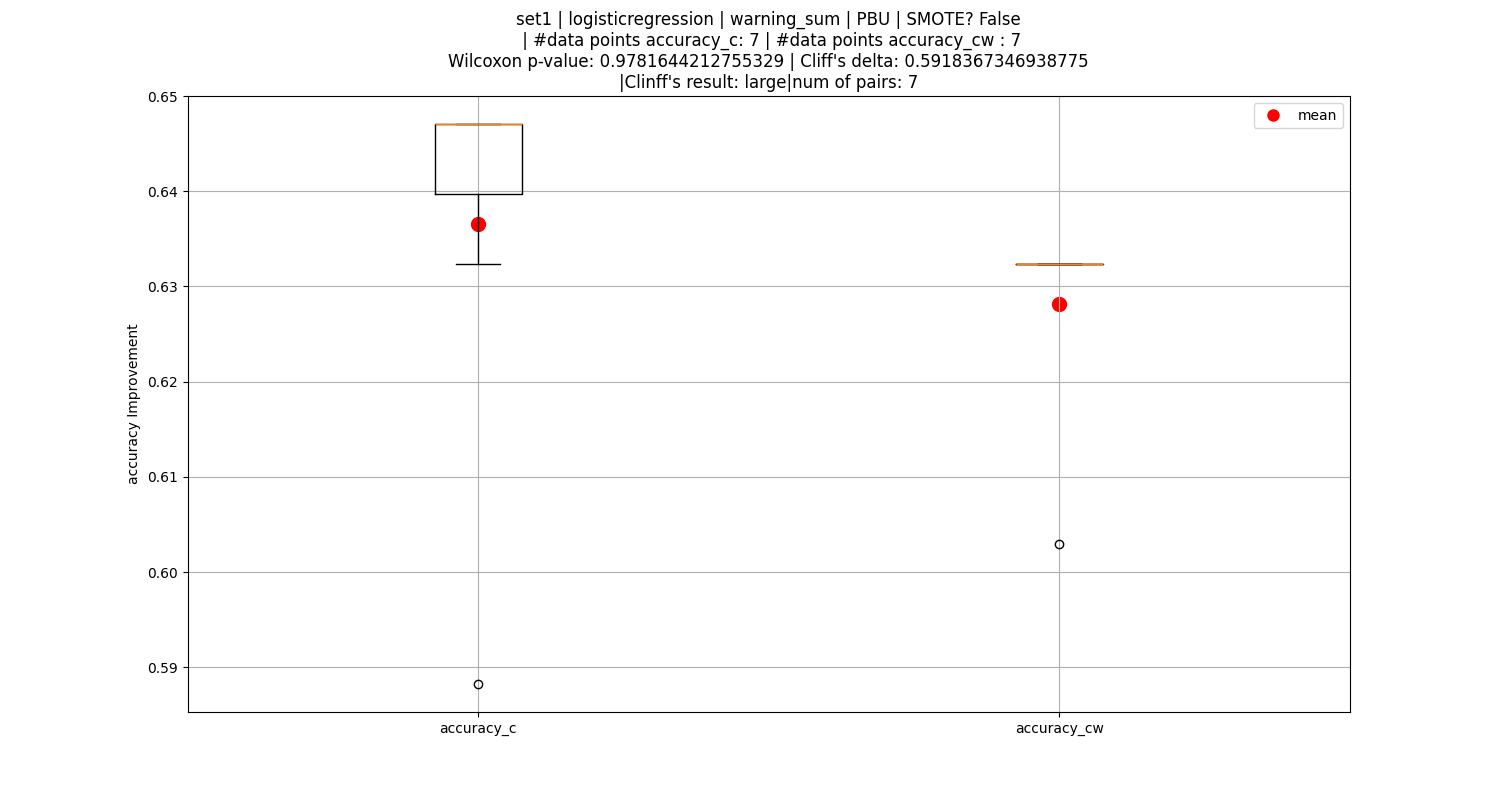 set1 | logisticregression | warning_sum | PBU | SMOTE? False
| #data points accuracy_c: 7 | #data points accuracy_cw : 7
Wilcoxon p-value: 0.9781644212755329 | Cliff's delta: 0.5918367346938775
|Clinff's result: large|num of pairs: 7
mean
accuracy Improvement
0.65
0.64
0.63
0.62
0.61
0.60
0.59
accuracy_c
accuracy_cw